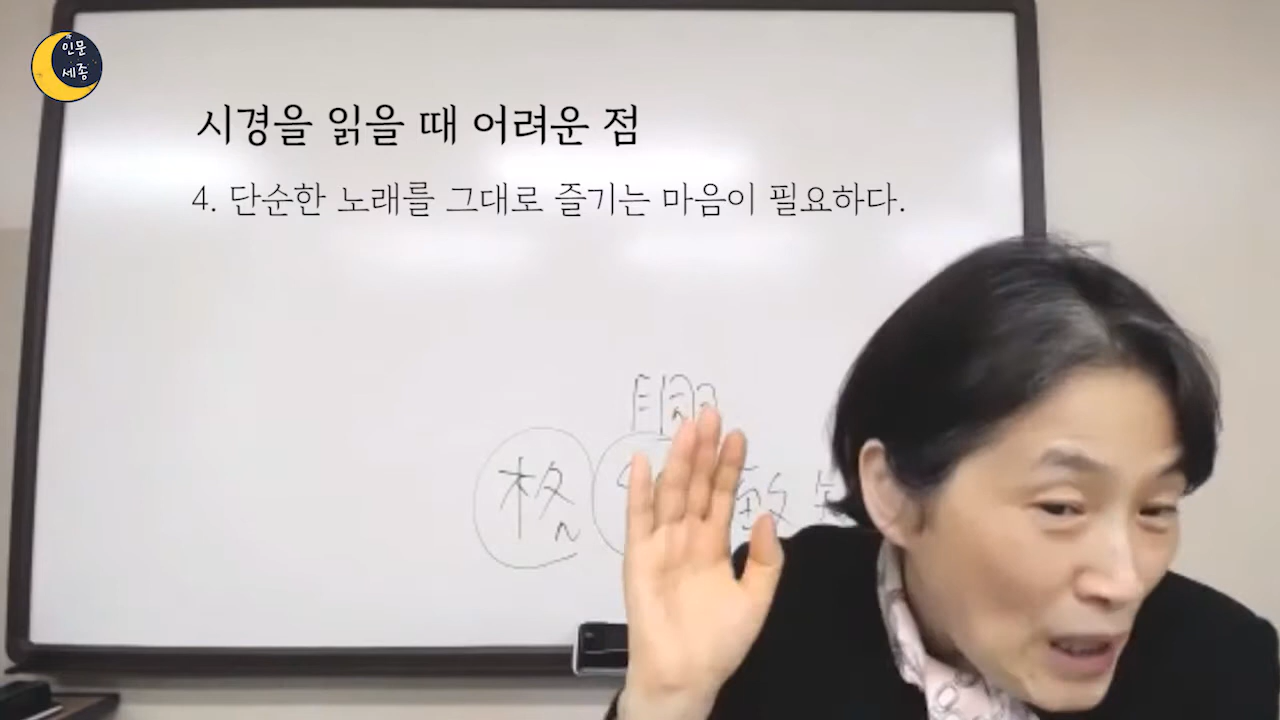 인문
세종
시경을 읽을 때 어려운 점
4. 단순한 노래를 그대로 즐기는 마음이 필요하다.
格